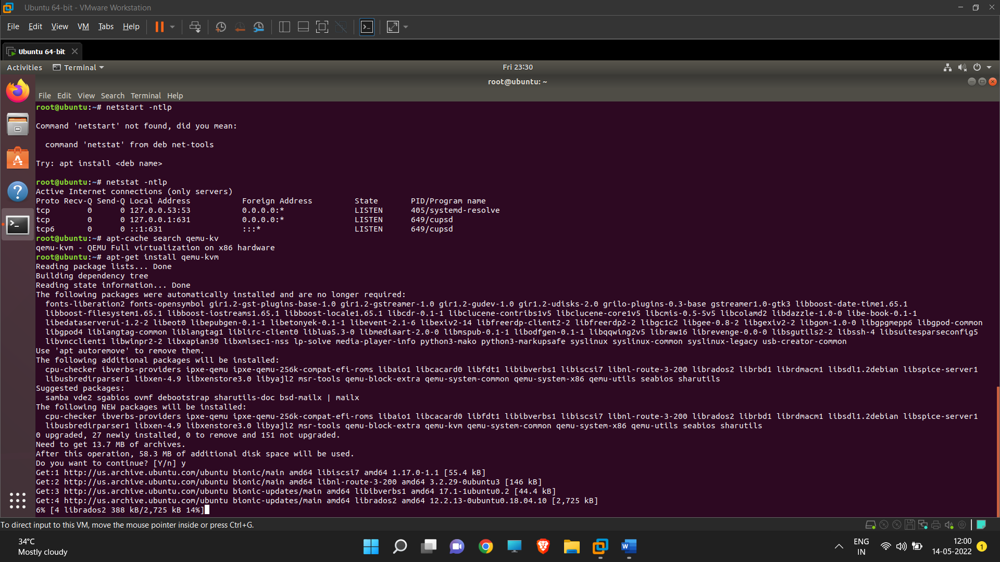 Ubuntu 64-bit - VMware Workstation
File Edit View VM Tabs Help
Ubuntu 64-bit
Activities Terminal Fri 23:30
root@ubuntu: ~
File Edit View Search Terminal Help
root@ubuntu:~# netstart -ntlp
Command 'netstart' not found, did you mean:
command 'netstat' from deb net-tools
Try: apt install <deb name>
root@ubuntu:~# netstat -ntlp
Active Internet connections (only servers)
Proto Recv-Q Send-Q Local Address Foreign Address State PID/Program name
tcp 0 0 127.0.0.53:53 0.0.0.0:* LISTEN 405/systemd-resolve
tcp 0 0 127.0.0.1:631 0.0.0.0:* LISTEN 649/cupsd
tcp6 0 0 ::1:631 :::* LISTEN 649/cupsd
root@ubuntu:~# apt-cache search qemu-kv
qemu-kvm - QEMU Full virtualization on x86 hardware
root@ubuntu:~# apt-get install qemu-kvm
Reading package lists... Done
Building dependency tree
Reading state information... Done
The following packages were automatically installed and are no longer required:
fonts-liberation2 fonts-opensymbol gir1.2-gst-plugins-base-1.0 gir1.2-gstreamer-1.0 gir1.2-gudev-1.0 gir1.2-udisks-2.0 grilo-plugins-0.3-base gstreamer1.0-gtk3 libboost-date-time1.65.1
libboost-filesystem1.65.1 libboost-iostreams1.65.1 libboost-locale1.65.1 libcdr-0.1-1 libclucene-contribs1v5 libclucene-core1v5 libcmis-0.5-5v5 libcolamd2 libdazzle-1.0-0 libe-book-0.1-1
libedataserverui-1.2-2 libeot0 libepubgen-0.1-1 libetonyek-0.1-1 libevent-2.1-6 libexiv2-14 libfreerdp-client2-2 libfreerdp2-2 libgc1c2 libgee-0.8-2 libgexiv2-2 libgom-1.0-0 libgpgmepp6 libgpod-common
libgpod4 liblangtag-common liblangtag1 liblirc-client0 liblua5.3-0 libmediaart-2.0-0 libmspub-0.1-1 libodfgen-0.1-1 libqqwing2v5 libraw16 librevenge-0.0-0 libsgutils2-2 libssh-4 libsuitesparseconfig5
libvncclient1 libwinpr2-2 libxapian30 libxmlsec1-nss lp-solve media-player-info python3-mako python3-markupsafe syslinux syslinux-common syslinux-legacy usb-creator-common
Use 'apt autoremove' to remove them.
The following additional packages will be installed:
cpu-checker ibverbs-providers ipxe-qemu ipxe-qemu-256k-compat-efi-roms libaio1 libcacard0 libfdt1 libibverbs1 libiscsi7 libnl-route-3-200 librados2 librbd1 librdmacm1 libsdl1.2debian libspice-server1
libusbredirparser1 libxen-4.9 libxenstore3.0 libyajl2 msr-tools qemu-block-extra qemu-system-common qemu-system-x86 qemu-utils seabios sharutils
Suggested packages:
samba vde2 sgabios ovmf debootstrap sharutils-doc bsd-mailx | mailx
The following NEW packages will be installed:
cpu-checker ibverbs-providers ipxe-qemu ipxe-qemu-256k-compat-efi-roms libaio1 libcacard0 libfdt1 libibverbs1 libiscsi7 libnl-route-3-200 librados2 librbd1 librdmacm1 libsdl1.2debian libspice-server1
libusbredirparser1 libxen-4.9 libxenstore3.0 libyajl2 msr-tools qemu-block-extra qemu-kvm qemu-system-common qemu-system-x86 qemu-utils seabios sharutils
0 upgraded, 27 newly installed, 0 to remove and 151 not upgraded.
Need to get 13.7 MB of archives.
After this operation, 58.3 MB of additional disk space will be used.
Do you want to continue? [Y/n] y
Get:1 http://us.archive.ubuntu.com/ubuntu bionic/main amd64 libiscsi7 amd64 1.17.0-1.1 [55.4 kB]
Get:2 http://us.archive.ubuntu.com/ubuntu bionic/main amd64 libnl-route-3-200 amd64 3.2.29-0ubuntu3 [146 kB]
Get:3 http://us.archive.ubuntu.com/ubuntu bionic-updates/main amd64 libibverbs1 amd64 17.1-1ubuntu0.2 [44.4 kB]
Get:4 http://us.archive.ubuntu.com/ubuntu bionic-updates/main amd64 librados2 amd64 12.2.13-0ubuntu0.18.04.10 [2,725 kB]
6% [4 librados2 388 kB/2,725 kB 14%]
To direct input to this VM, move the mouse pointer inside or press Ctrl+G.
34°C
Mostly cloudy
ENG
IN
12:00
14-05-2022
1